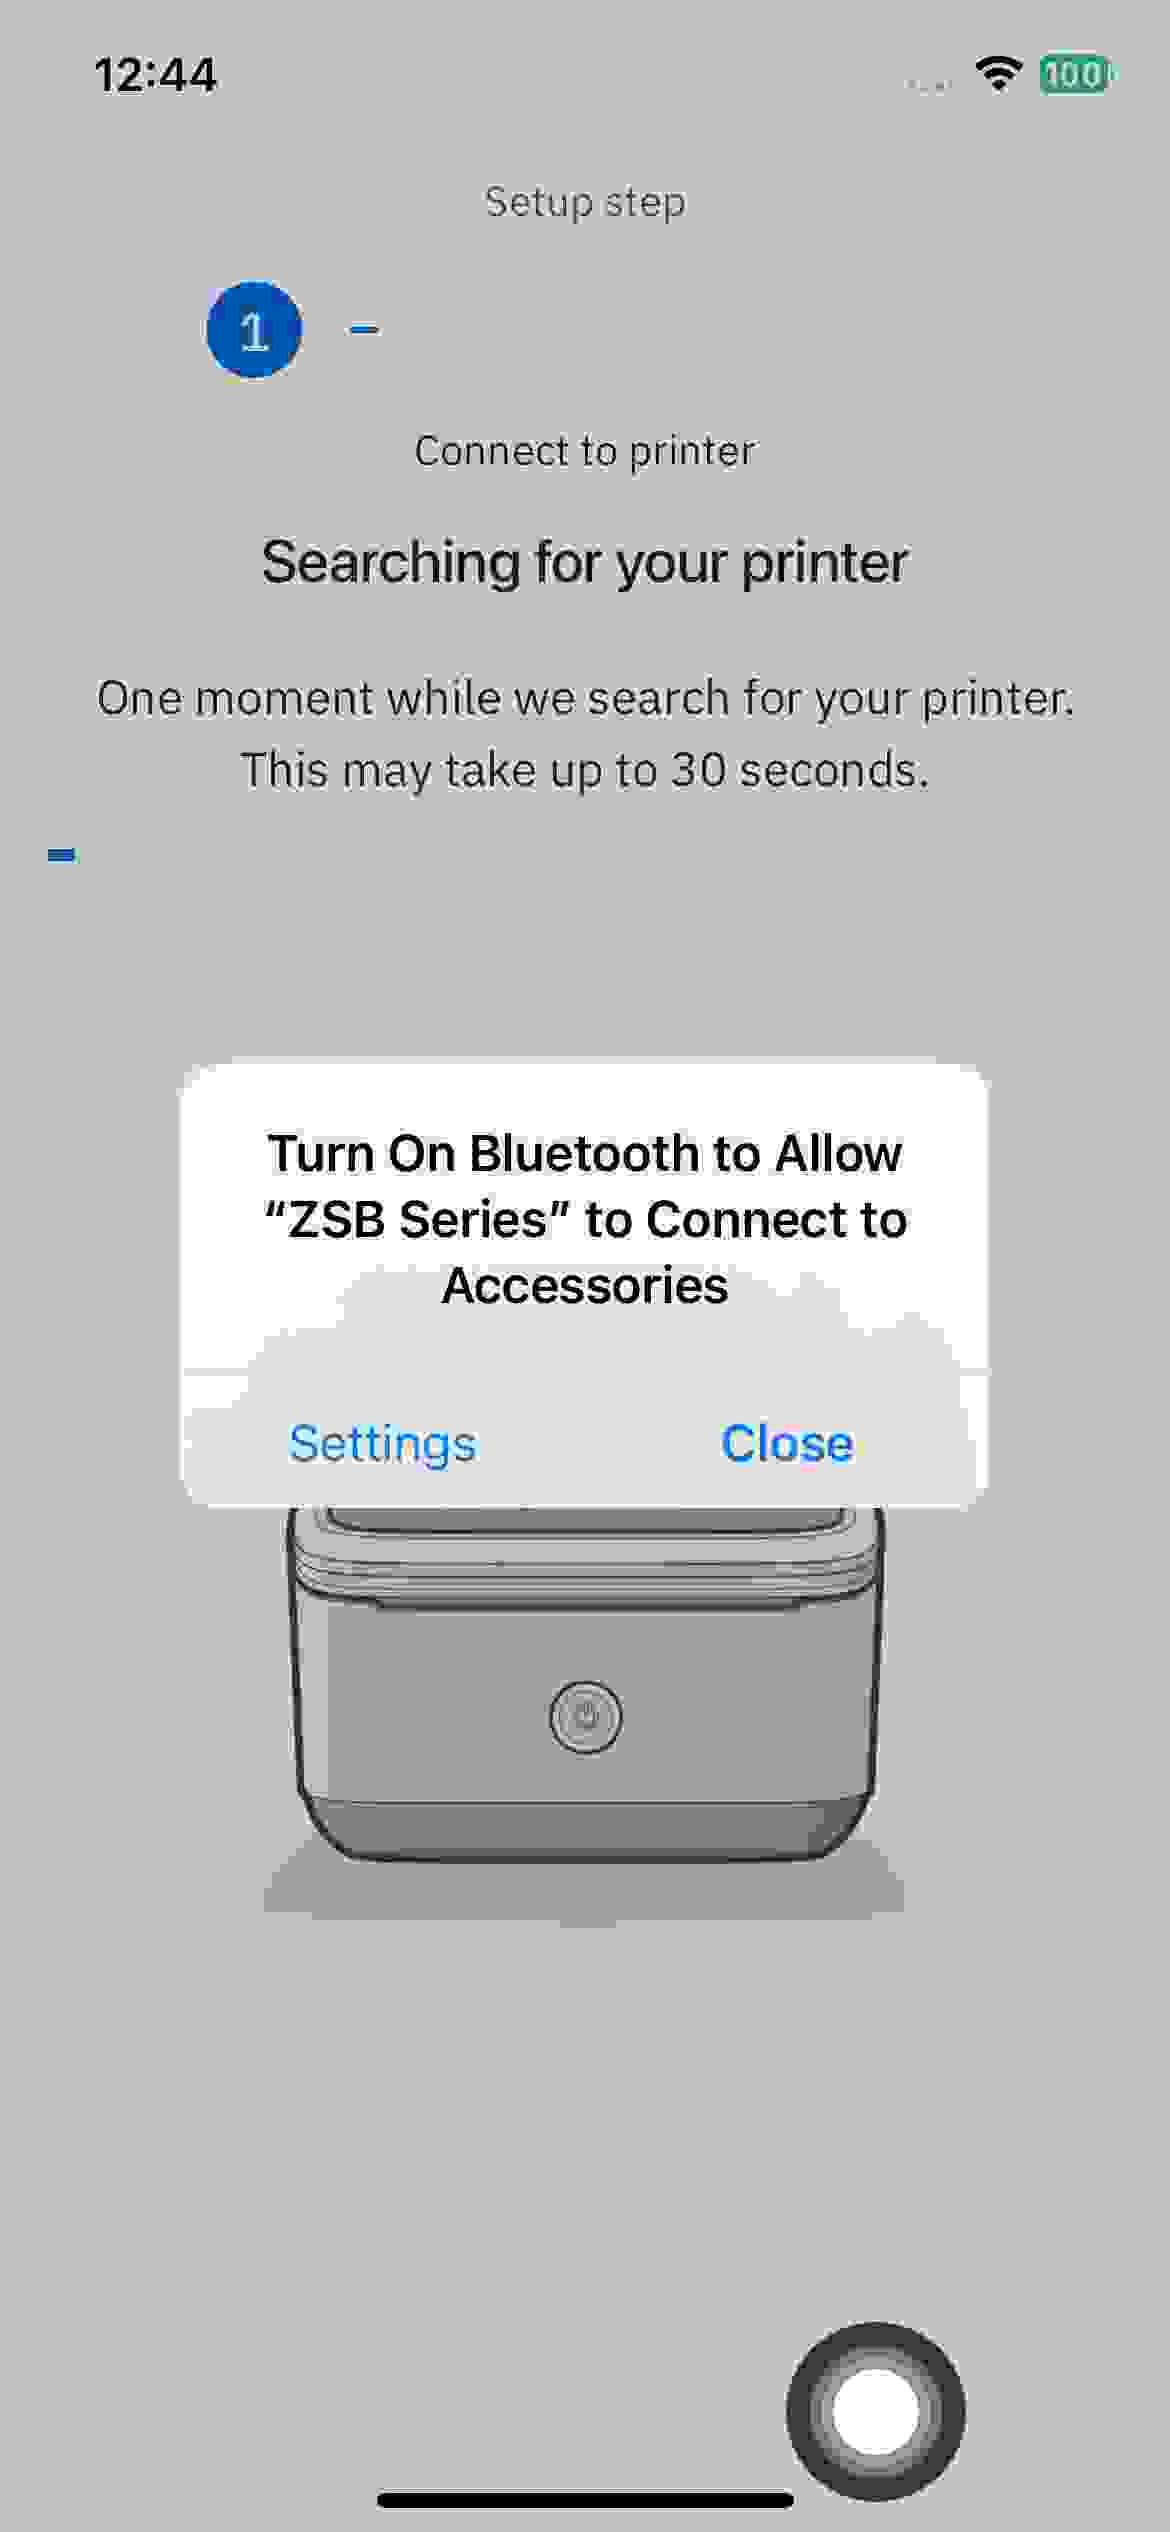 12:44
100
Setup step
1
Connect to printer
Searching for your printer
One moment while we search for your printer.
This may take up to 30 seconds.
Turn On Bluetooth to Allow
“ZSB Series” to Connect to
Accessories
Settings
Close